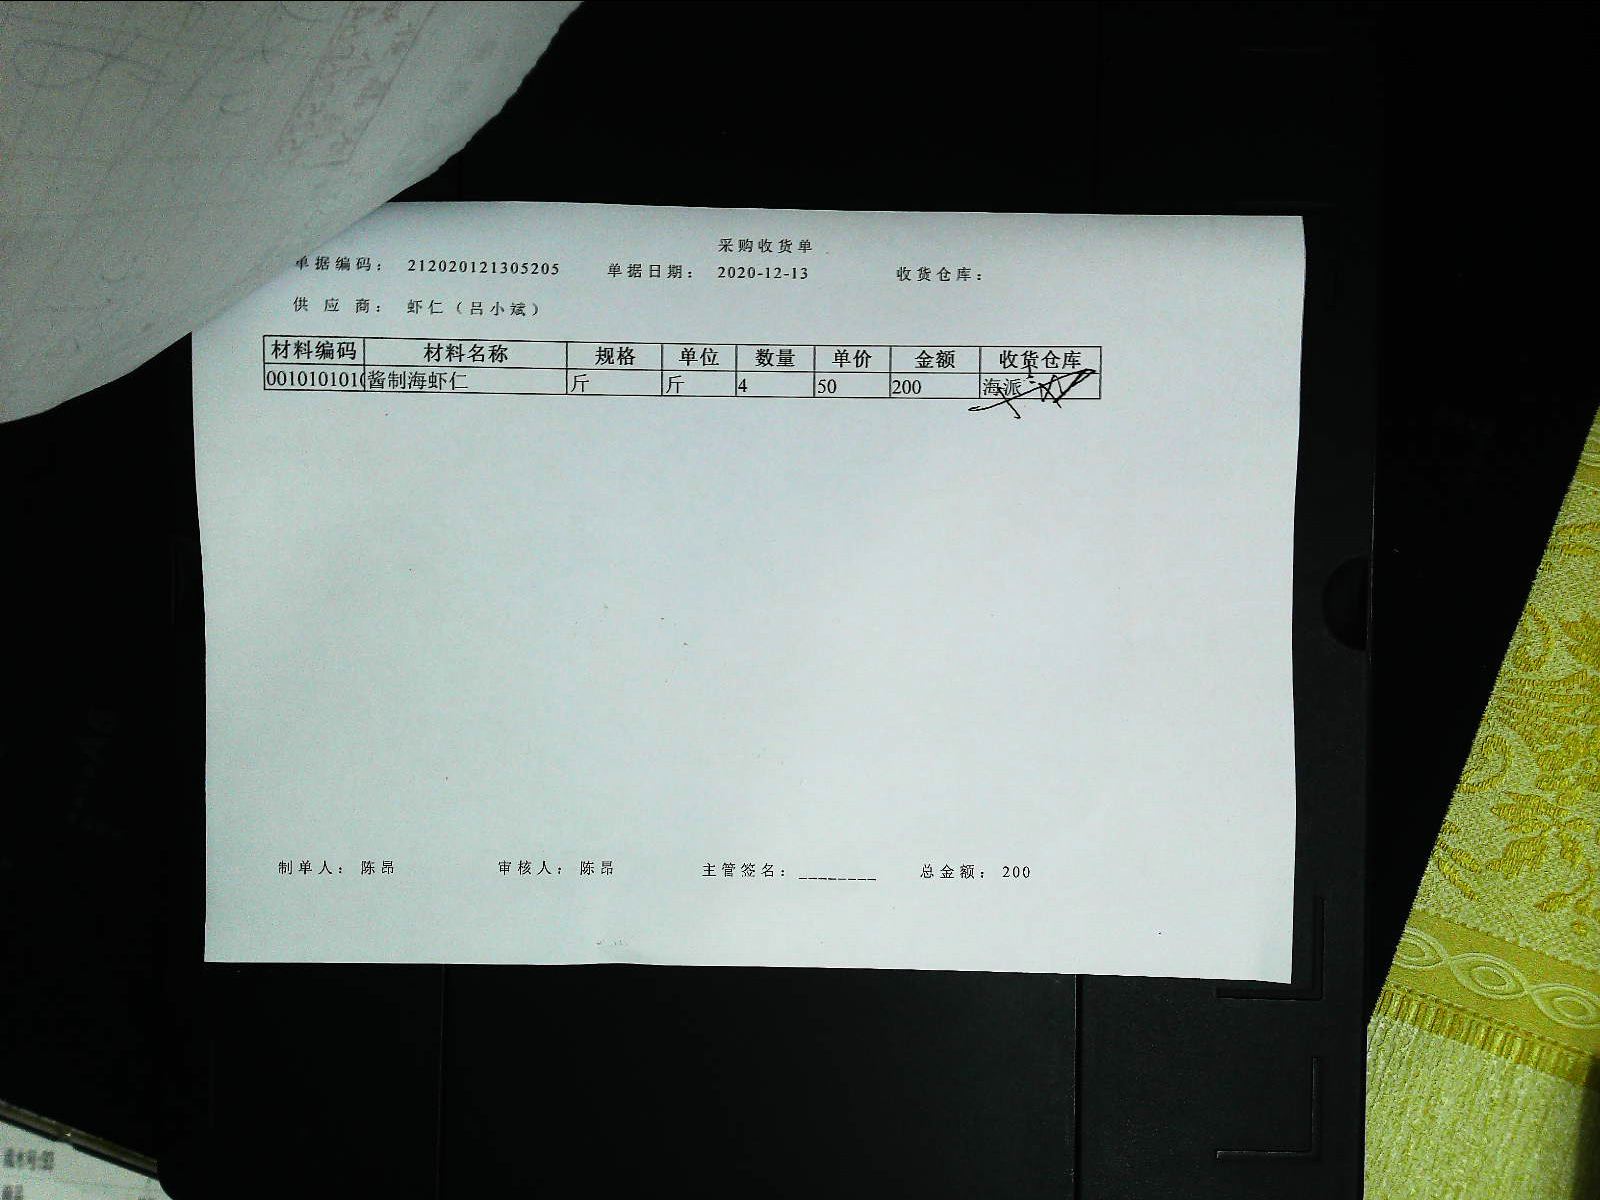 采购收货单
单据编码： 212020121305205 单据日期： 2020-12-13 收货仓库：
供 应 商： 虾仁（吕小斌）
材料编码 材料名称 规格 单位 数量 单价 金额 收货仓库
001010101 酱制海虾仁 斤 斤 4 50 200 海派
制单人： 陈昂 审核人： 陈昂 主管签名：________ 总金额： 200